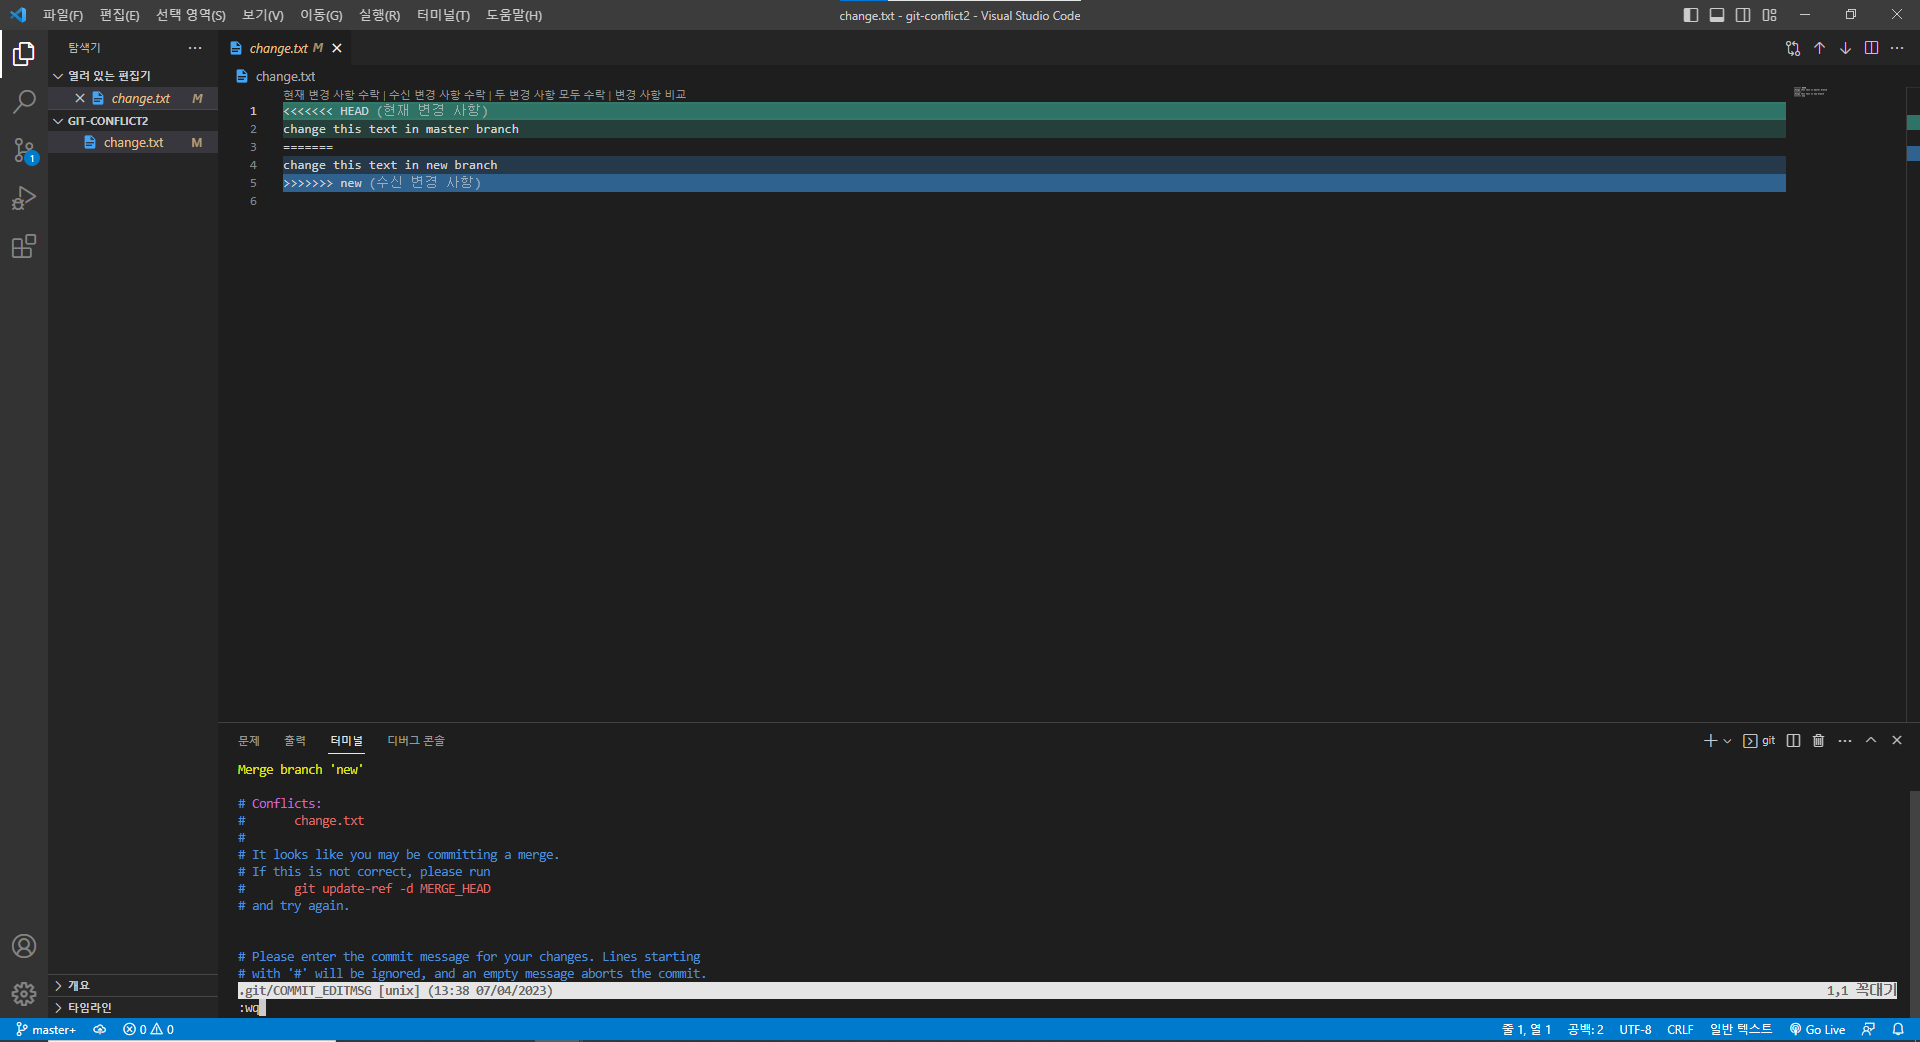 파일(F) 편집(E) 선택 영역(S) 보기(V) 이동(G) 실행(R) 터미널(T) 도움말(H)
change.txt - git-conflict2 - Visual Studio Code
탐색기
열려 있는 편집기
change.txt M
GIT-CONFLICT2
change.txt M
1
개요
타임라인
change.txt M
change.txt
현재 변경 사항 수락 | 수신 변경 사항 수락 | 두 변경 사항 모두 수락 | 변경 사항 비교
1 <<<<<<< HEAD (현재 변경 사항)
2 change this text in master branch
3 =======
4 change this text in new branch
5 >>>>>>> new (수신 변경 사항)
6
문제 출력 터미널 디버그 콘솔
git
Merge branch 'new'
# Conflicts:
# change.txt
#
# It looks like you may be committing a merge.
# If this is not correct, please run
# git update-ref -d MERGE_HEAD
# and try again.
# Please enter the commit message for your changes. Lines starting
# with '#' will be ignored, and an empty message aborts the commit.
.git/COMMIT_EDITMSG [unix] (13:38 07/04/2023) 1,1 꼭대기
:wq
master+ 0 0 줄 1, 열 1 공백: 2 UTF-8 CRLF 일반 텍스트 Go Live